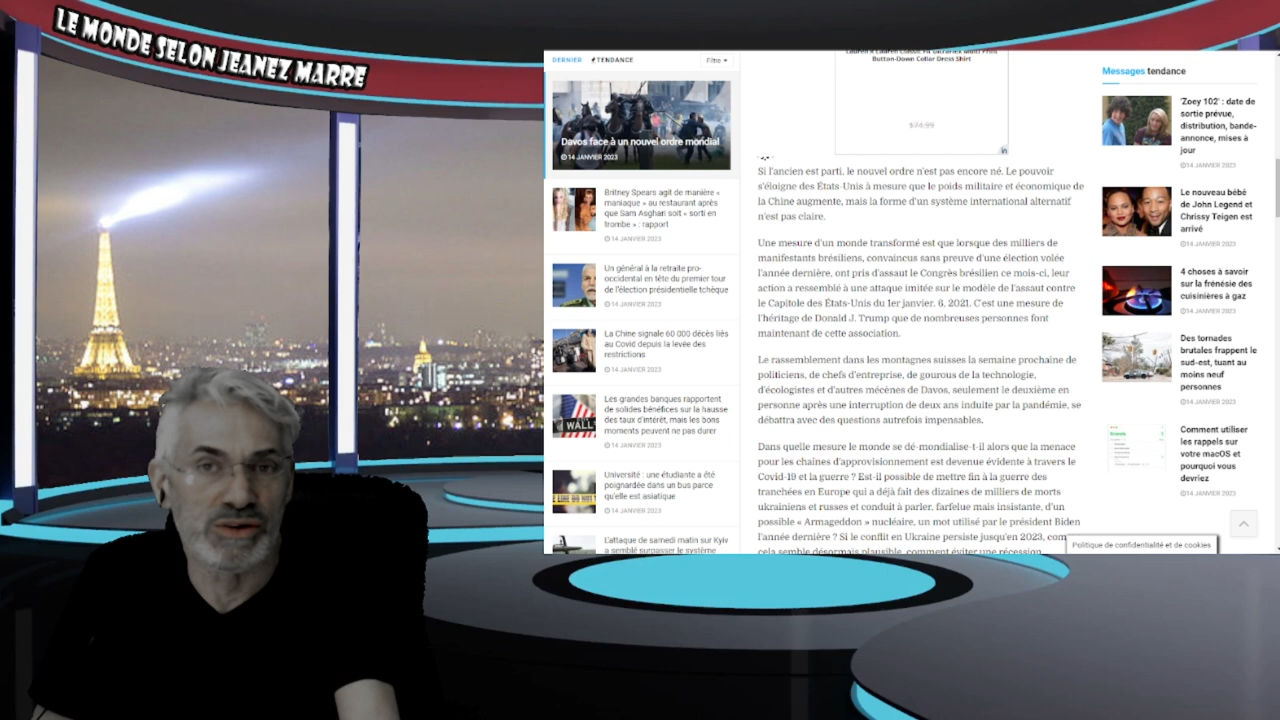 LE MONDE SELON JEANEZ MARRE
DERNIER
TENDANCE
Filtre
Davos face à un nouvel ordre mondial
14 JANVIER 2023
Britney Spears agit de manière «
maniaque » au restaurant après
que Sam Asghari soit « sorti en
trombe » : rapport
14 JANVIER 2023
Un général à la retraite pro-
occidental en tête du premier tour
de l'élection présidentielle tchèque
14 JANVIER 2023
La Chine signale 60 000 décès liés
au Covid depuis la levée des
restrictions
14 JANVIER 2023
Les grandes banques rapportent
de solides bénéfices sur la hausse
des taux d'intérêt, mais les bons
moments peuvent ne pas durer
14 JANVIER 2023
Université : une étudiante a été
poignardée dans un bus parce
qu'elle est asiatique
14 JANVIER 2023
L'attaque de samedi matin sur Kyiv
a semblé surpasser le système
WALL
Button-Down Collar Dress Shirt
$74.99
Si l'ancien est parti, le nouvel ordre n'est pas encore né. Le pouvoir
s'éloigne des États-Unis à mesure que le poids militaire et économique de
la Chine augmente, mais la forme d'un système international alternatif
n'est pas claire.
Une mesure d'un monde transformé est que lorsque des milliers de
manifestants brésiliens, convaincus sans preuve d'une élection volée
l'année dernière, ont pris d'assaut le Congrès brésilien ce mois-ci, leur
action a ressemblé à une attaque imitée sur le modèle de l'assaut contre
le Capitole des États-Unis du 1er janvier. 6, 2021. C'est une mesure de
l'héritage de Donald J. Trump que de nombreuses personnes font
maintenant de cette association.
Le rassemblement dans les montagnes suisses la semaine prochaine de
politiciens, de chefs d'entreprise, de gourous de la technologie,
d'écologistes et d'autres mécènes de Davos, seulement le deuxième en
personne après une interruption de deux ans induite par la pandémie, se
débattra avec des questions autrefois impensables.
Dans quelle mesure le monde se dé-mondialise-t-il alors que la menace
pour les chaînes d'approvisionnement est devenue évidente à travers le
Covid-19 et la guerre ? Est-il possible de mettre fin à la guerre des
tranchées en Europe qui a déjà fait des dizaines de milliers de morts
ukrainiens et russes et conduit à parler, farfelue mais insistante, d'un
possible « Armageddon » nucléaire, un mot utilisé par le président Biden
l'année dernière ? Si le conflit en Ukraine persiste jusqu'en 2023, com
cela semble désormais plausible, comment éviter une récession
Messages tendance
'Zoey 102' : date de
sortie prévue,
distribution, bande-
annonce, mises à
jour
14 JANVIER 2023
Le nouveau bébé
de John Legend et
Chrissy Teigen est
arrivé
14 JANVIER 2023
4 choses à savoir
sur la frénésie des
cuisinières à gaz
14 JANVIER 2023
Des tornades
brutales frappent le
sud-est, tuant au
moins neuf
personnes
14 JANVIER 2023
Comment utiliser
les rappels sur
votre macOS et
pourquoi vous
devriez
14 JANVIER 2023
Politique de confidentialité et de cookies